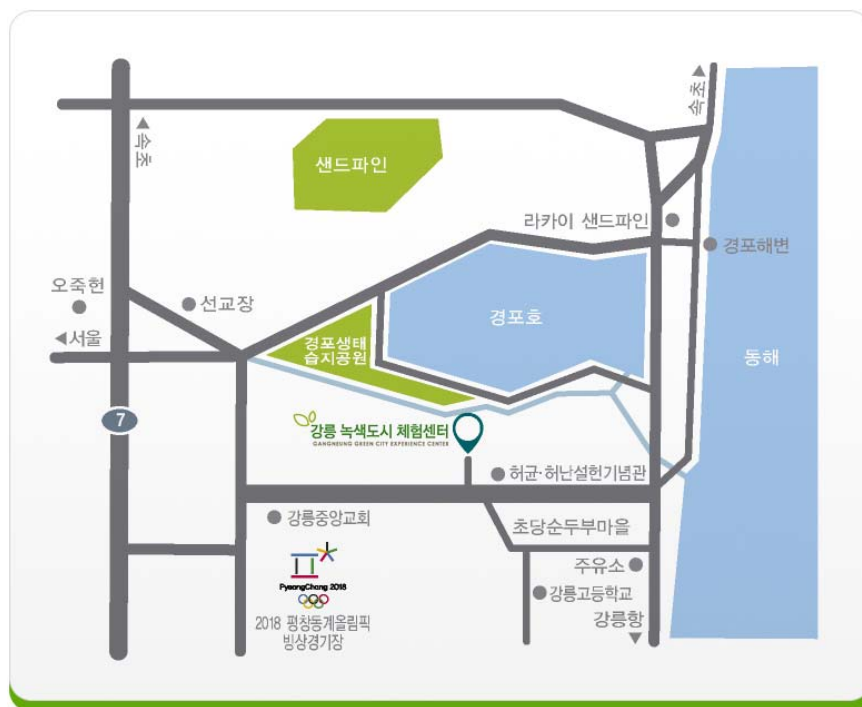 속초
속초
샌드파인
라카이 샌드파인
경포해변
오죽헌
선교장
서울
경포호
경포생태
습지공원
동해
7
강릉 녹색도시 체험센터
GANGNEUNG GREEN CITY EXPERIENCE CENTER
허균·허난설헌기념관
강릉중앙교회
초당순두부마을
주유소
PyeongChang 2018
강릉고등학교
2018 평창동계올림픽
빙상경기장
강릉항